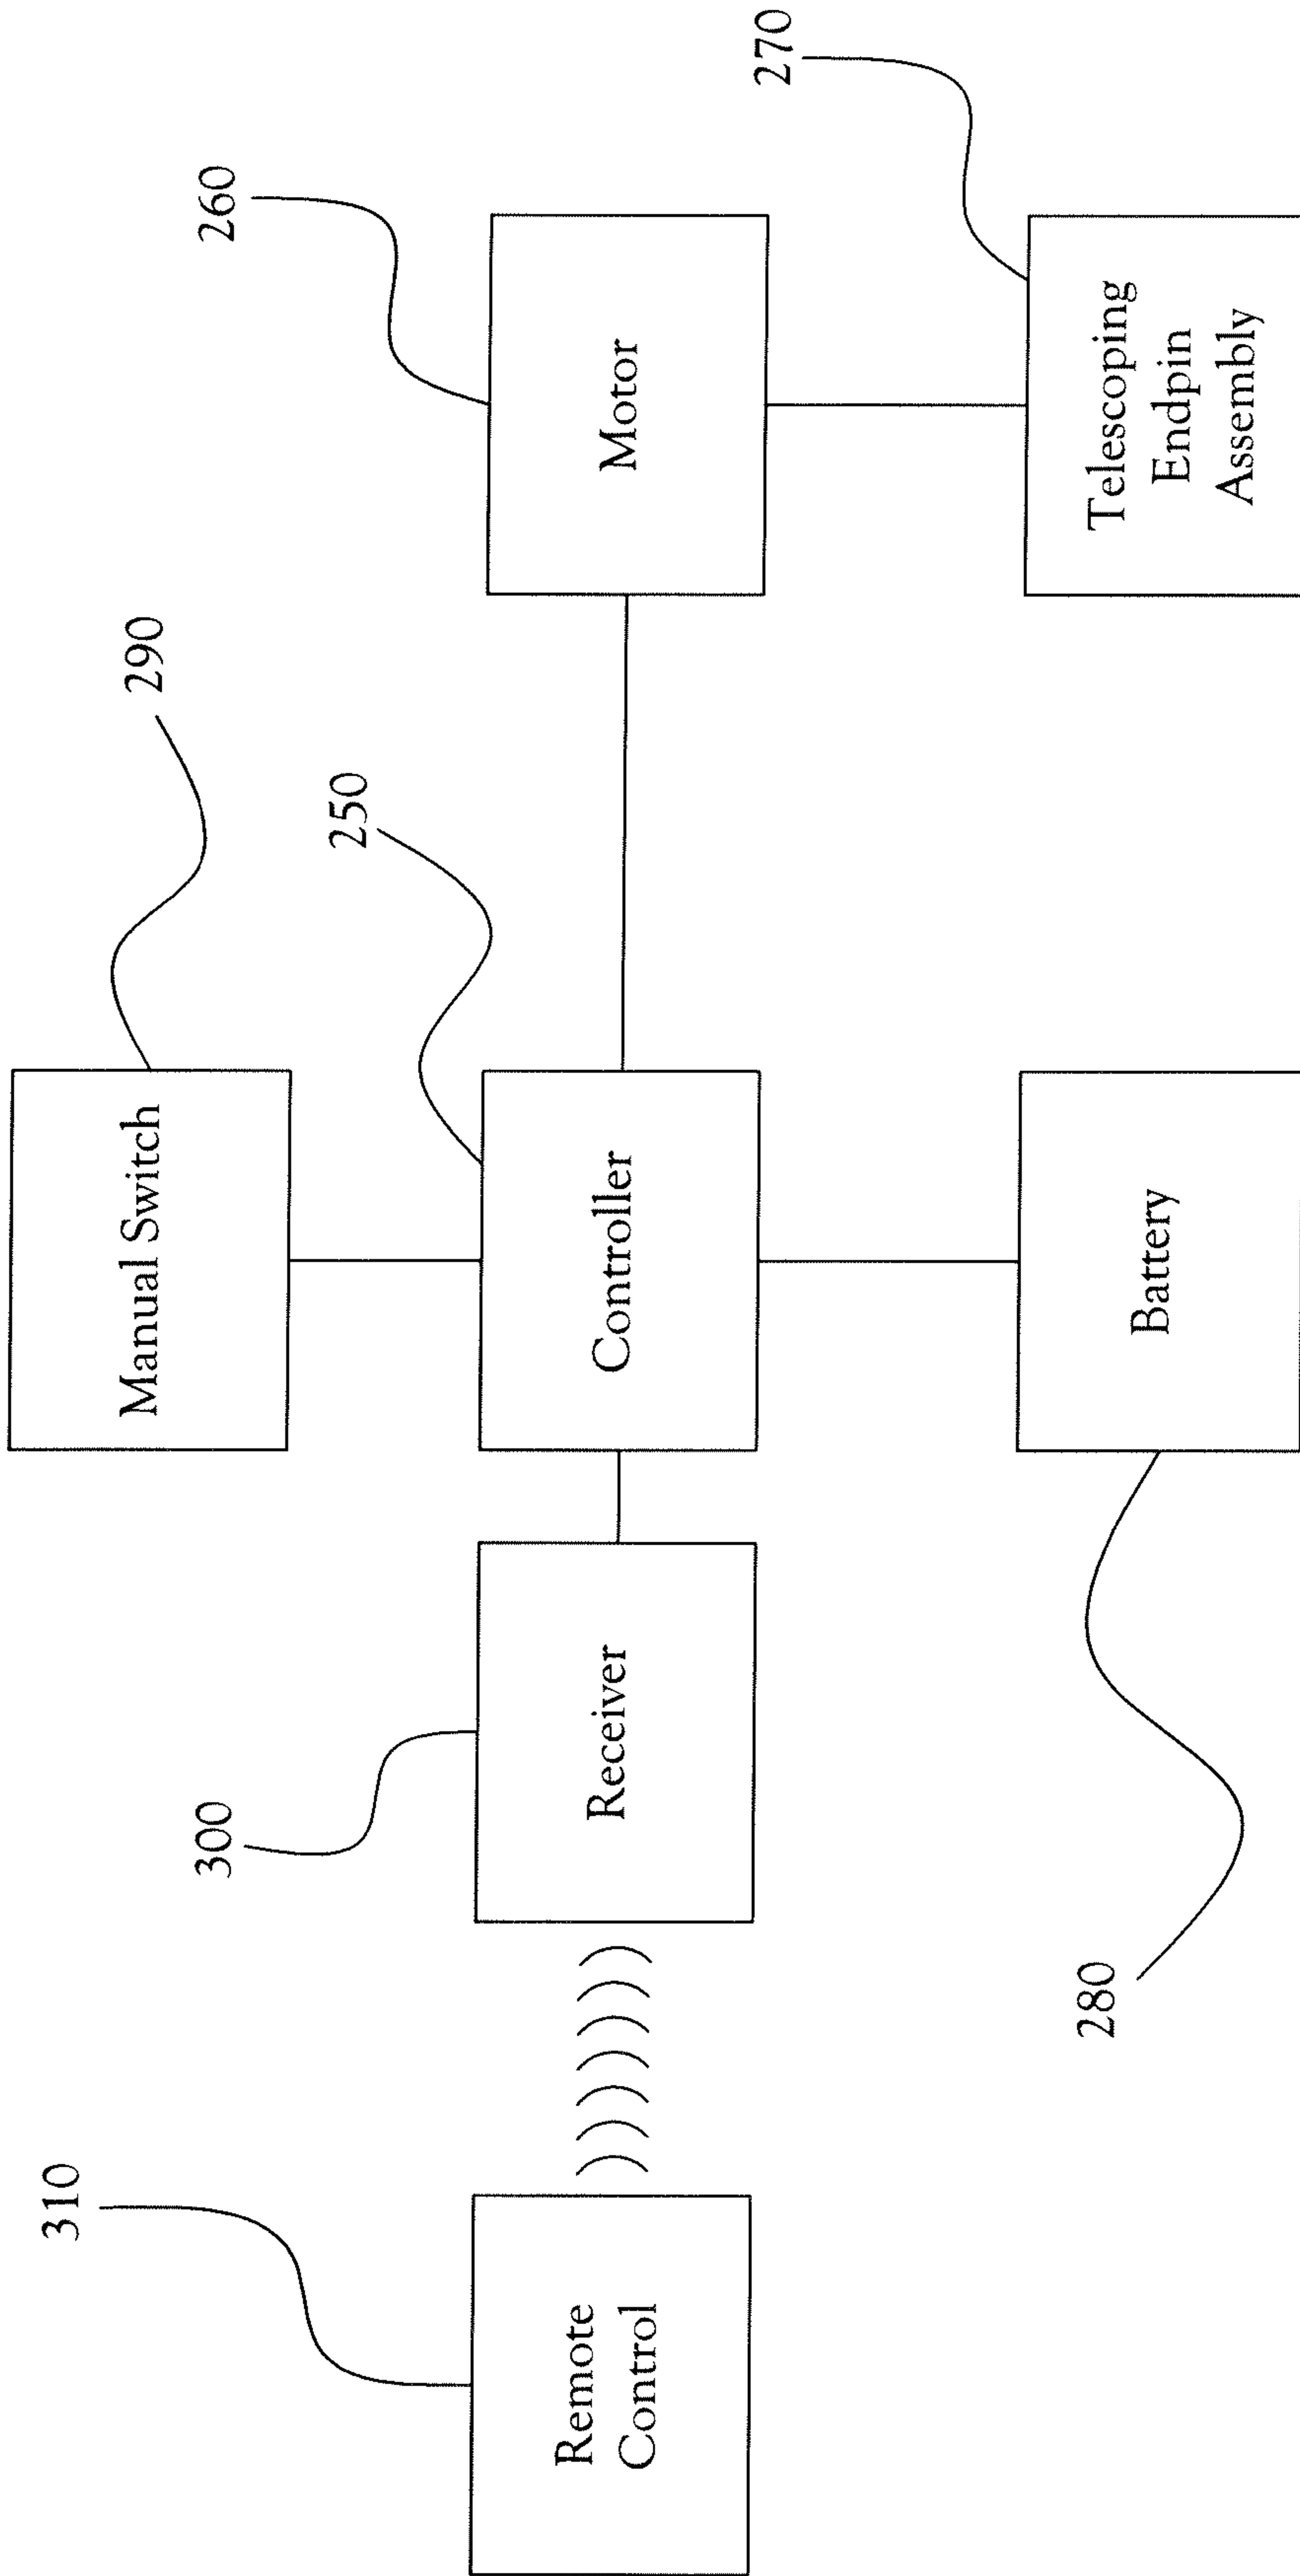 310
Remote
Control
300
Receiver
290
Manual Switch
250
Controller
280
Battery
260
Motor
270
Telescoping
Endpin
Assembly